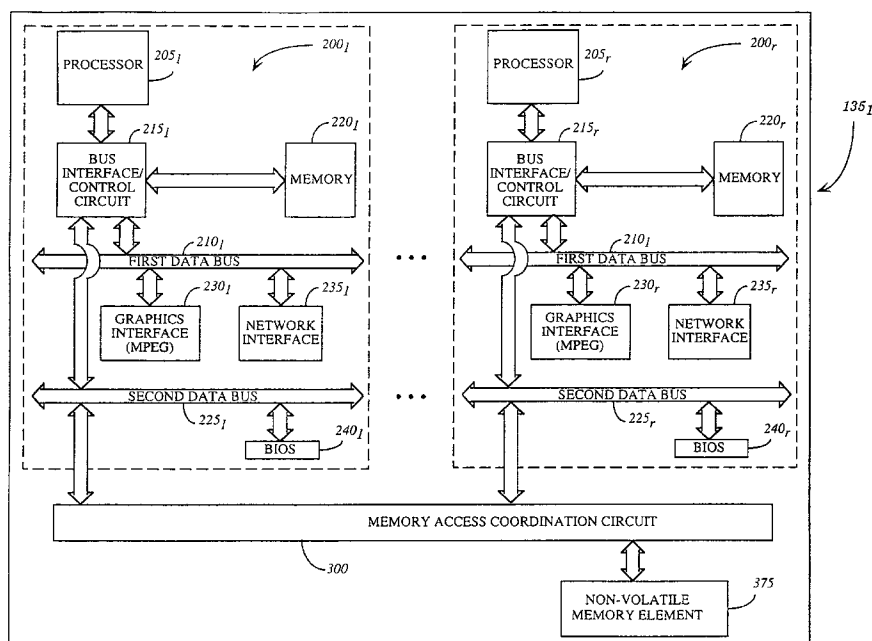 PROCESSOR
205₁
200₁
215₁
220₁
BUS
INTERFACE/
CONTROL
CIRCUIT
MEMORY
210₁
FIRST DATA BUS
230₁
235₁
GRAPHICS
INTERFACE
(MPEG)
NETWORK
INTERFACE
SECOND DATA BUS
225₁
240₁
BIOS
PROCESSOR
205ᵣ
200ᵣ
135₁
215ᵣ
220ᵣ
BUS
INTERFACE/
CONTROL
CIRCUIT
MEMORY
210₁
FIRST DATA BUS
230ᵣ
235ᵣ
GRAPHICS
INTERFACE
(MPEG)
NETWORK
INTERFACE
SECOND DATA BUS
225ᵣ
240ᵣ
BIOS
MEMORY ACCESS COORDINATION CIRCUIT
300
375
NON-VOLATILE
MEMORY ELEMENT